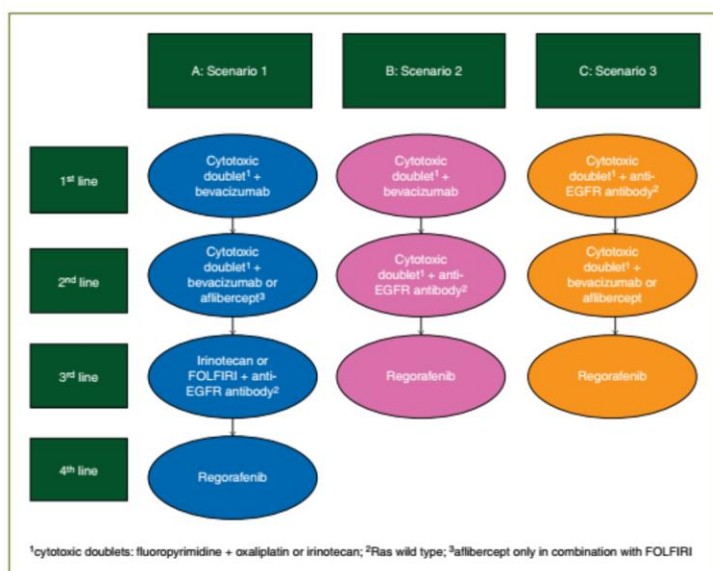 A: Scenario 1
B: Scenario 2
C: Scenario 3
1st line
Cytotoxic
doublet¹ +
bevacizumab
Cytotoxic
doublet¹ +
bevacizumab
Cytotoxic
doublet¹ + anti-
EGFR antibody²
2nd line
Cytotoxic
doublet¹ +
bevacizumab or
aflibercept³
Cytotoxic
doublet¹ + anti-
EGFR antibody²
Cytotoxic
doublet¹ +
bevacizumab or
aflibercept
3rd line
Irinotecan or
FOLFIRI + anti-
EGFR antibody²
Regorafenib
Regorafenib
4th line
Regorafenib
¹cytotoxic doublets: fluoropyrimidine + oxaliplatin or irinotecan; ²Ras wild type; ³aflibercept only in combination with FOLFIRI